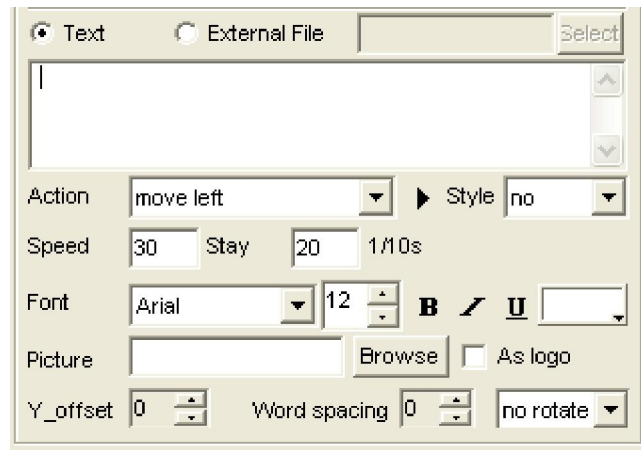 Text External File Select
Action move left Style no
Speed 30 Stay 20 1/10s
Font Arial 12 B I U
Picture Browse As logo
Y_offset 0 Word spacing 0 no rotate